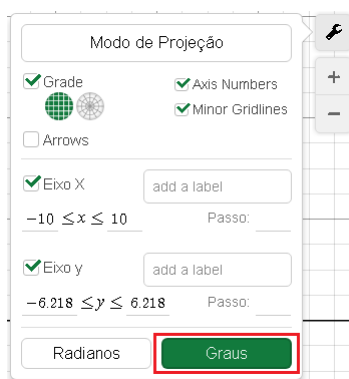 Modo de Projeção
Grade
Axis Numbers
Minor Gridlines
Arrows
Eixo X add a label
-10 ≤ x ≤ 10 Passo:
Eixo y add a label
-6.218 ≤ y ≤ 6.218 Passo:
Radianos Graus
+
−